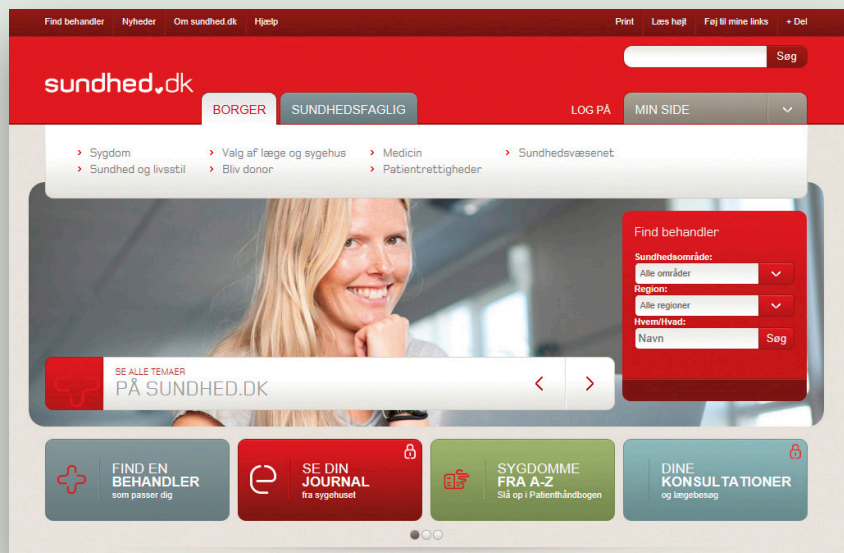 Find behandler Nyheder Om sundhed.dk Hjælp Print Læs højt Føj til mine links + Del
Søg
sundhed.dk
BORGER SUNDHEDSFAGLIG LOG PÅ MIN SIDE
Sygdom Valg af læge og sygehus Medicin Sundhedsvæsenet
Sundhed og livsstil Bliv donor Patientrettigheder
Find behandler
Sundhedsområde:
Alle områder
Region:
Alle regioner
Hvem/Hvad:
Navn Søg
SE ALLE TEMAER
PÅ SUNDHED.DK
FIND EN
BEHANDLER
som passer dig
SE DIN
JOURNAL
fra sygehuset
SYGDOMME
FRA A-Z
Slå op i Patienthåndbogen
DINE
KONSULTATIONER
og lægebesøg